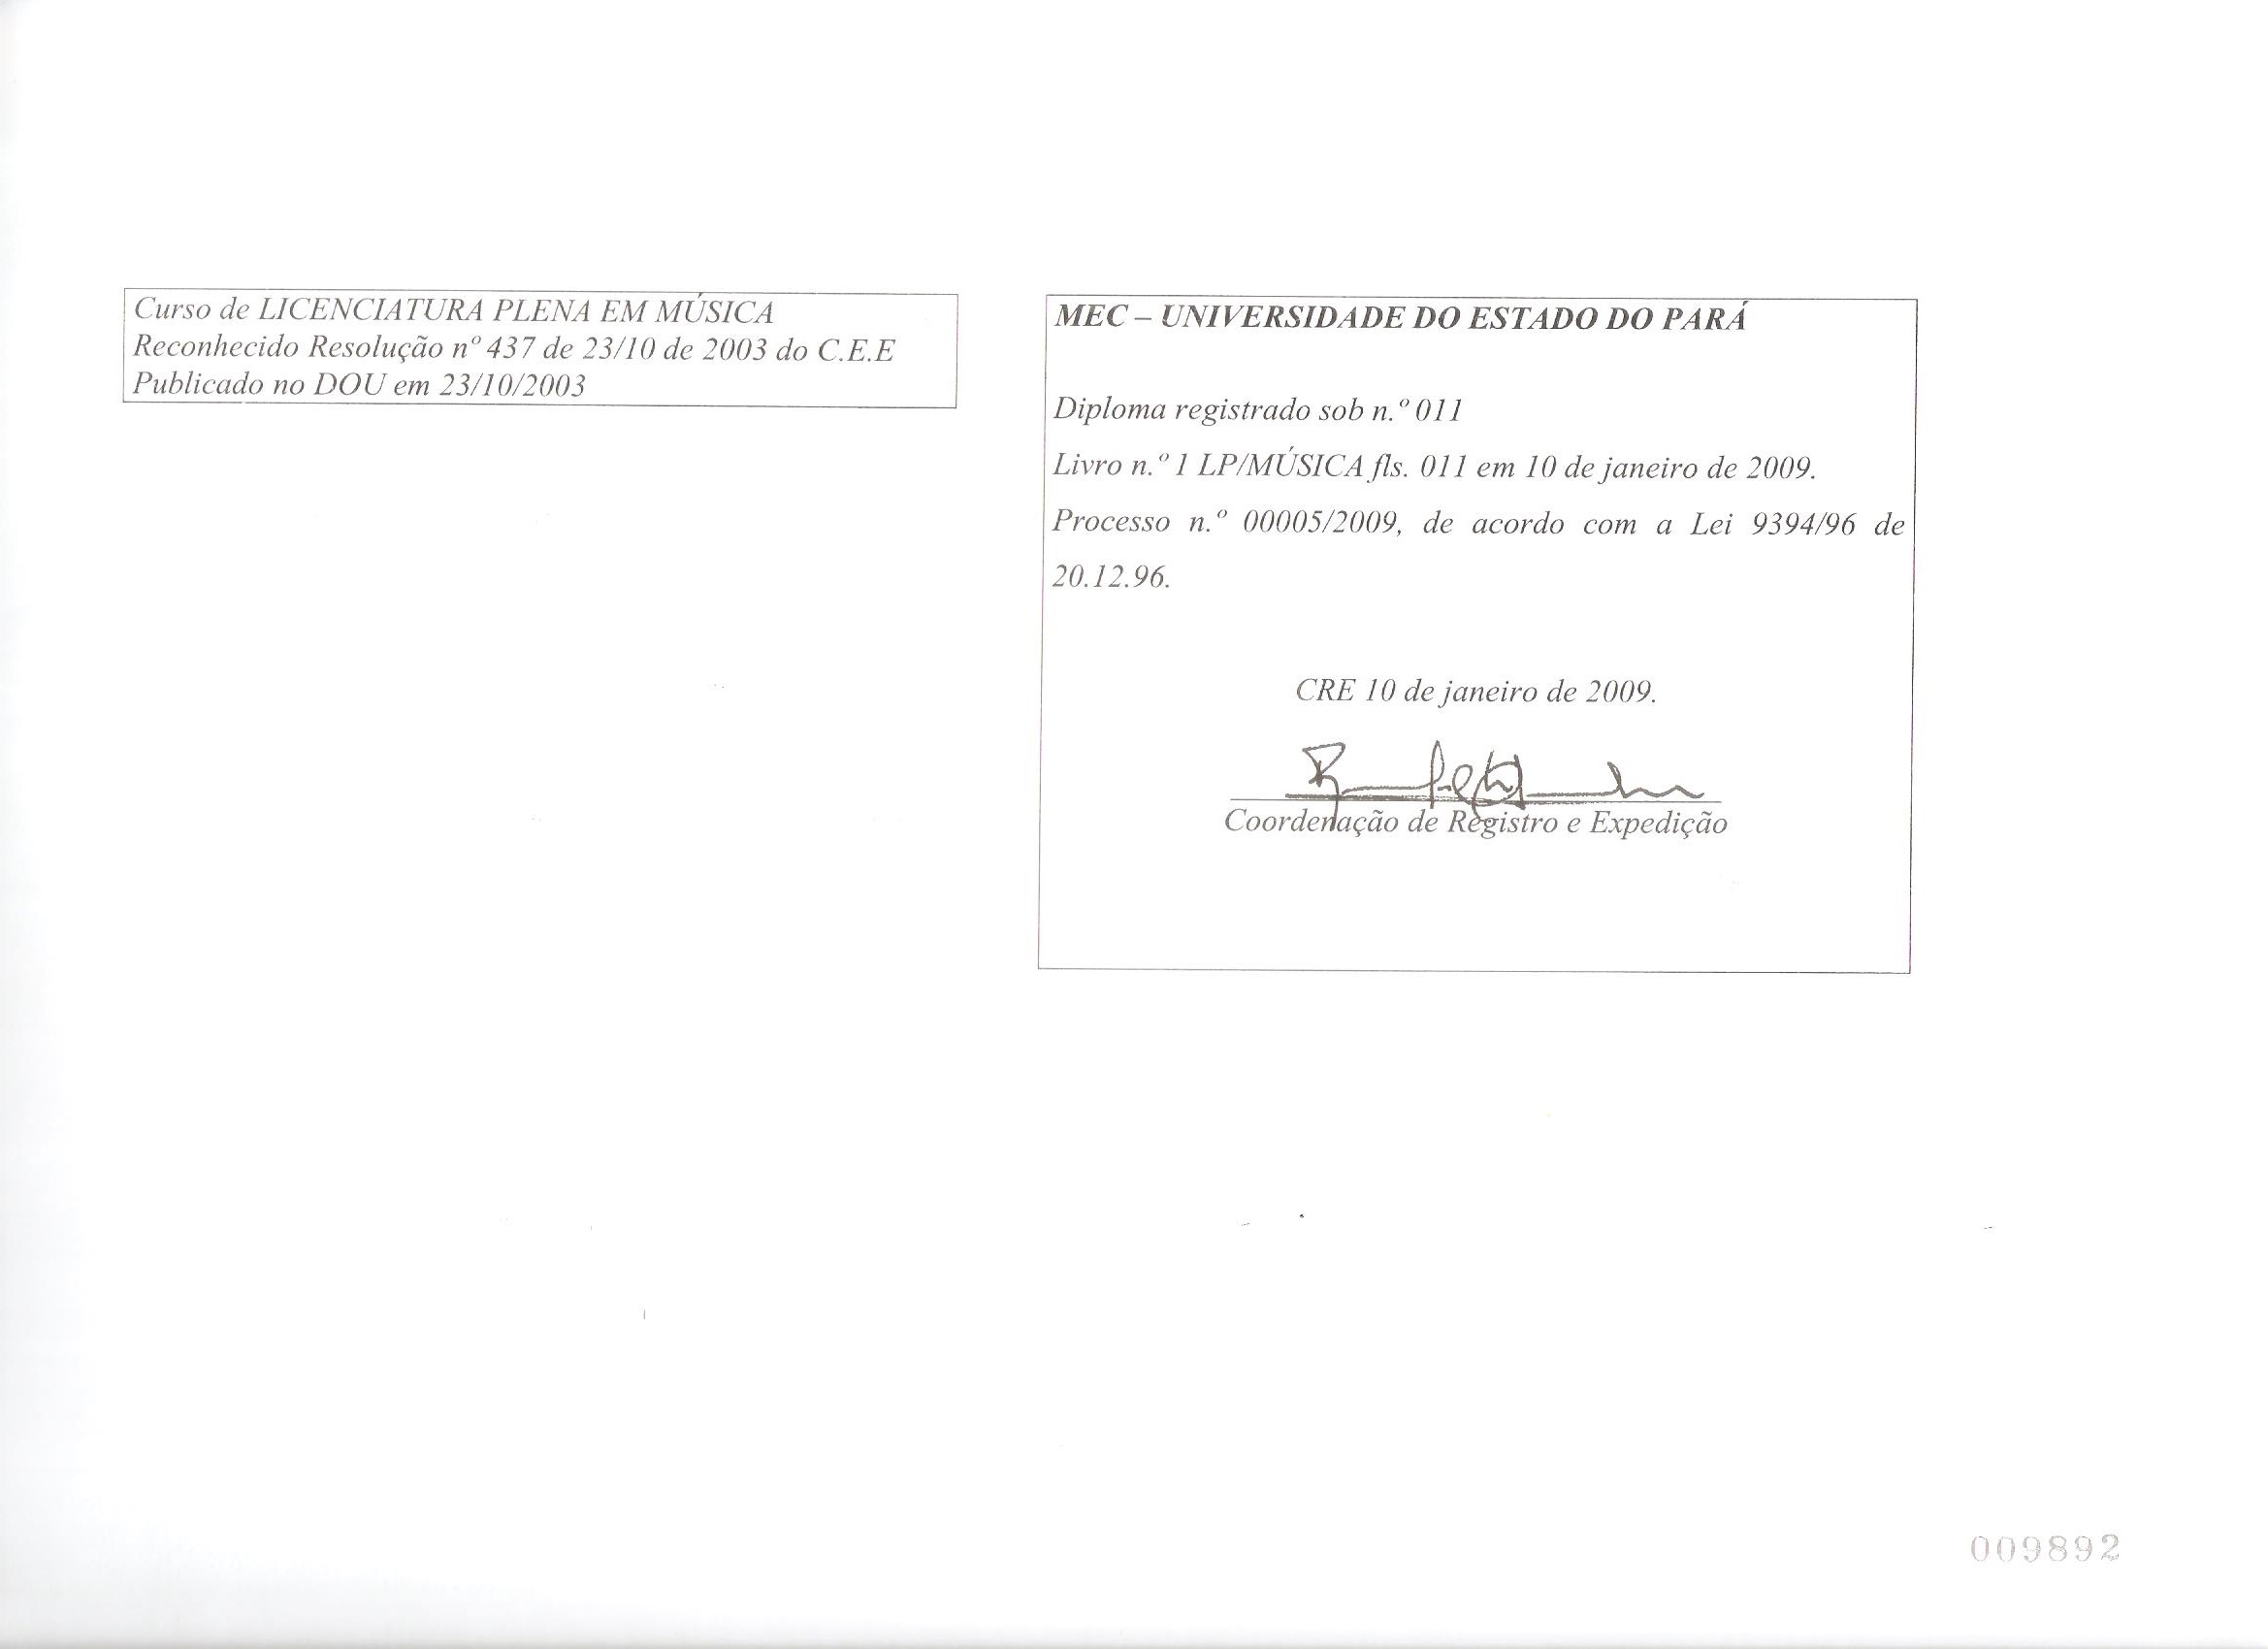 Curso de LICENCIATURA PLENA EM MÚSICA
Reconhecido Resolução nº 437 de 23/10 de 2003 do C.E.E
Publicado no DOU em 23/10/2003
MEC – UNIVERSIDADE DO ESTADO DO PARÁ
Diploma registrado sob n.º 011
Livro n.º 1 LP/MÚSICA fls. 011 em 10 de janeiro de 2009.
Processo n.º 00005/2009, de acordo com a Lei 9394/96 de
20.12.96.
CRE 10 de janeiro de 2009.
Coordenação de Registro e Expedição
009892